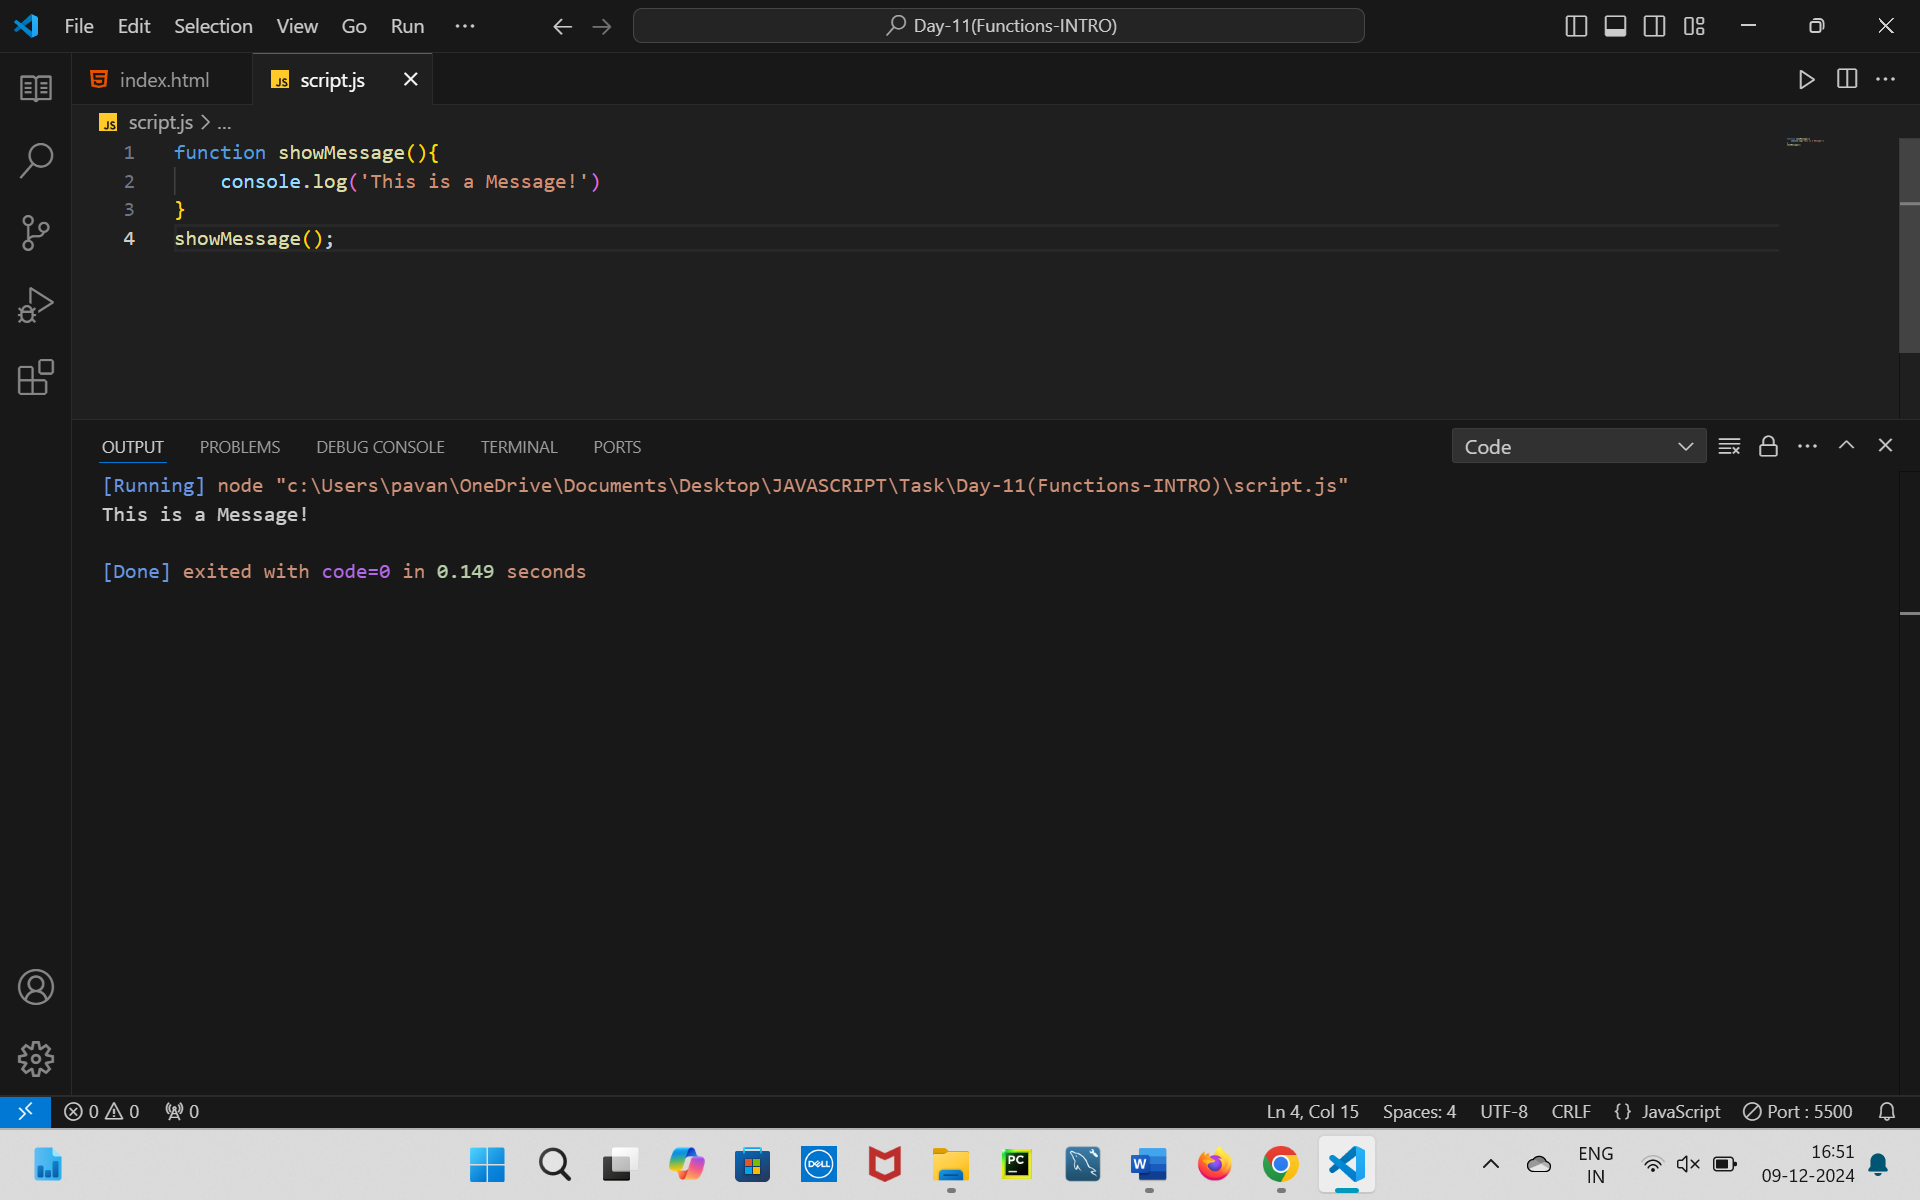 File Edit Selection View Go Run ... Day-11(Functions-INTRO)
index.html script.js
script.js > ...
1 function showMessage(){
2 console.log('This is a Message!')
3 }
4 showMessage();
OUTPUT PROBLEMS DEBUG CONSOLE TERMINAL PORTS Code
[Running] node "c:\Users\pavan\OneDrive\Documents\Desktop\JAVASCRIPT\Task\Day-11(Functions-INTRO)\script.js"
This is a Message!
[Done] exited with code=0 in 0.149 seconds
0 0 0 Ln 4, Col 15 Spaces: 4 UTF-8 CRLF {} JavaScript Port : 5500
DELL PC W ENG 16:51
IN 09-12-2024